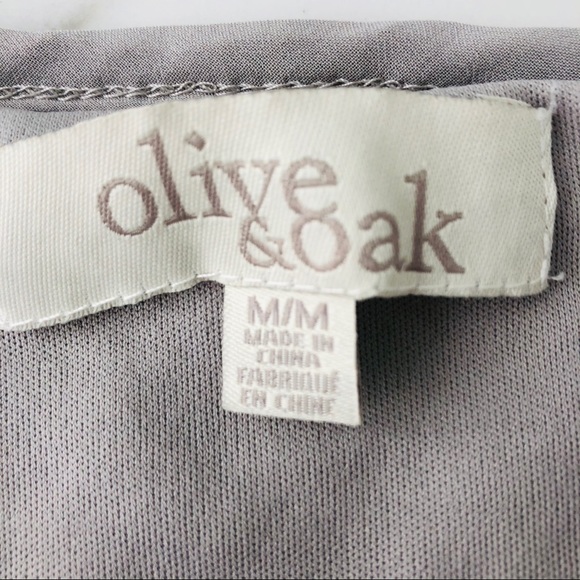 olive
&oak
M/M
MADE IN
CHINA
FABRIQUÉ
EN CHINE